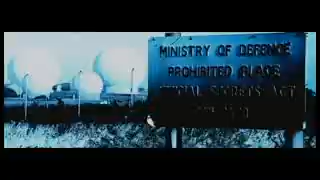 MINISTRY OF DEFENCE
PROHIBITED PLACE
SECRETS ACT